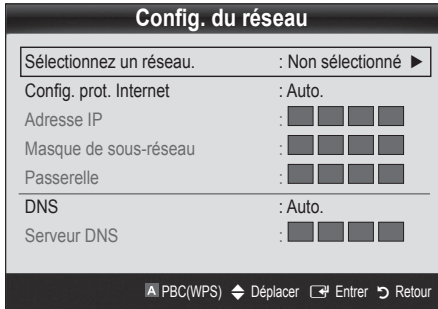 Config. du réseau
Sélectionnez un réseau. : Non sélectionné ▶
Config. prot. Internet : Auto.
Adresse IP :
Masque de sous-réseau :
Passerelle :
DNS : Auto.
Serveur DNS :
A PBC(WPS) Déplacer Entrer Retour